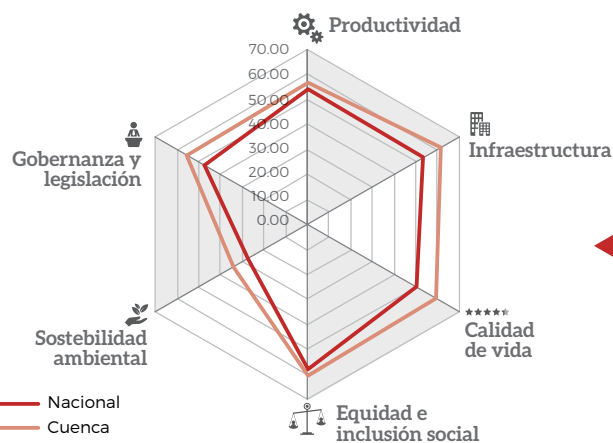 Productividad
70.00
60.00
50.00
40.00
30.00
20.00
10.00
0.00
Infraestructura
Calidad
de vida
Equidad e
inclusión social
Sostebilidad
ambiental
Gobernanza y
legislación
Nacional
Cuenca